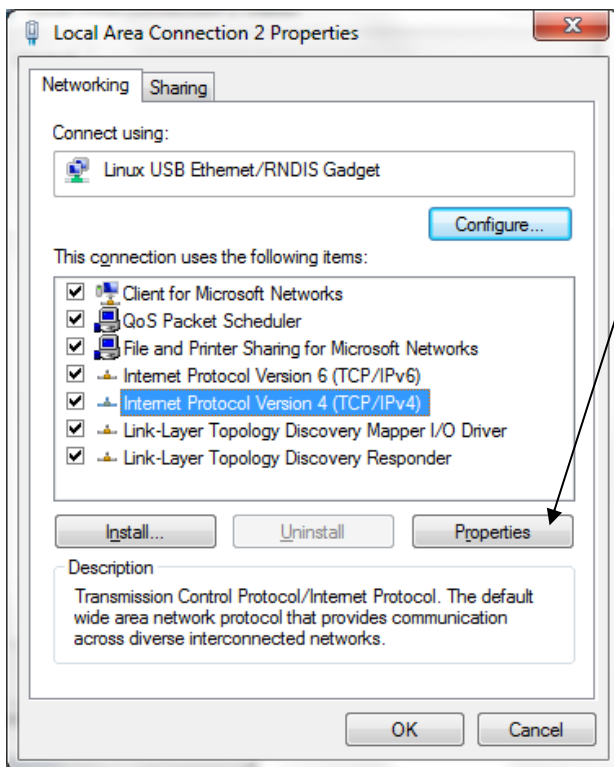 Local Area Connection 2 Properties
Networking
Sharing
Connect using:
Linux USB Ethernet/RNDIS Gadget
Configure...
This connection uses the following items:
Client for Microsoft Networks
QoS Packet Scheduler
File and Printer Sharing for Microsoft Networks
Internet Protocol Version 6 (TCP/IPv6)
Internet Protocol Version 4 (TCP/IPv4)
Link-Layer Topology Discovery Mapper I/O Driver
Link-Layer Topology Discovery Responder
Install...
Uninstall
Properties
Description
Transmission Control Protocol/Internet Protocol. The default
wide area network protocol that provides communication
across diverse interconnected networks.
OK
Cancel